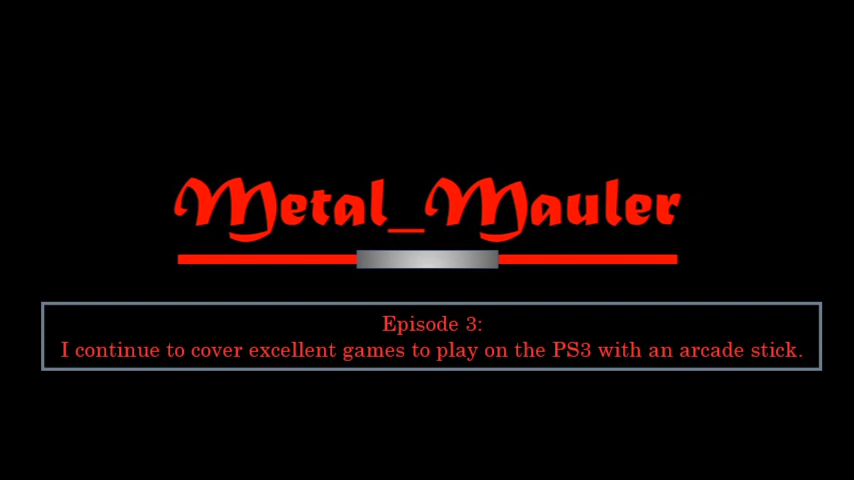 Metal_Mauler
Episode 3:
I continue to cover excellent games to play on the PS3 with an arcade stick.